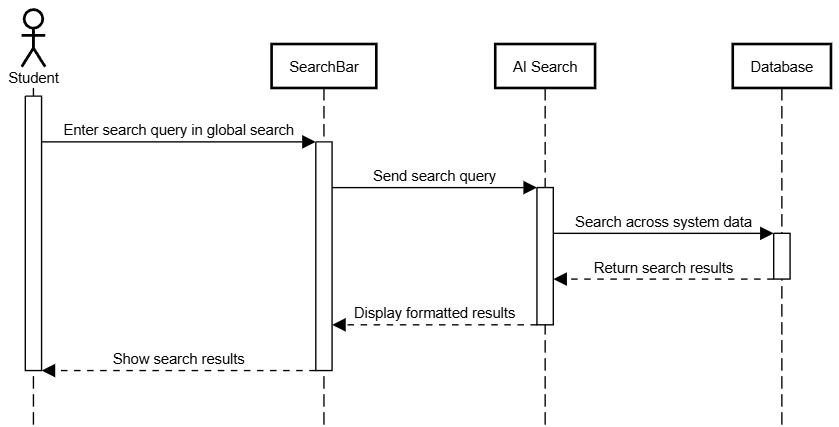 Student
SearchBar
AI Search
Database
Enter search query in global search
Send search query
Search across system data
Return search results
Display formatted results
Show search results